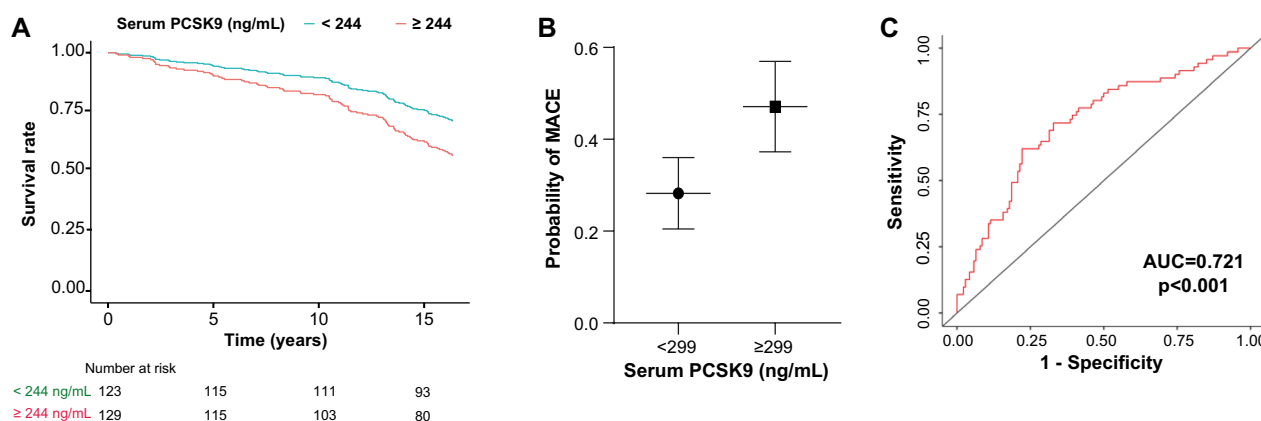 A
Serum PCSK9 (ng/mL) < 244 ≥ 244
Survival rate
1.00
0.75
0.50
0.25
0.00
0 5 10 15
Time (years)
Number at risk
< 244 ng/mL 123 115 111 93
≥ 244 ng/mL 129 115 103 80
B
Probability of MACE
0.6
0.4
0.2
0.0
<299 ≥299
Serum PCSK9 (ng/mL)
C
Sensitivity
1.00
0.75
0.50
0.25
0.00
AUC=0.721
p<0.001
0.00 0.25 0.50 0.75 1.00
1 - Specificity